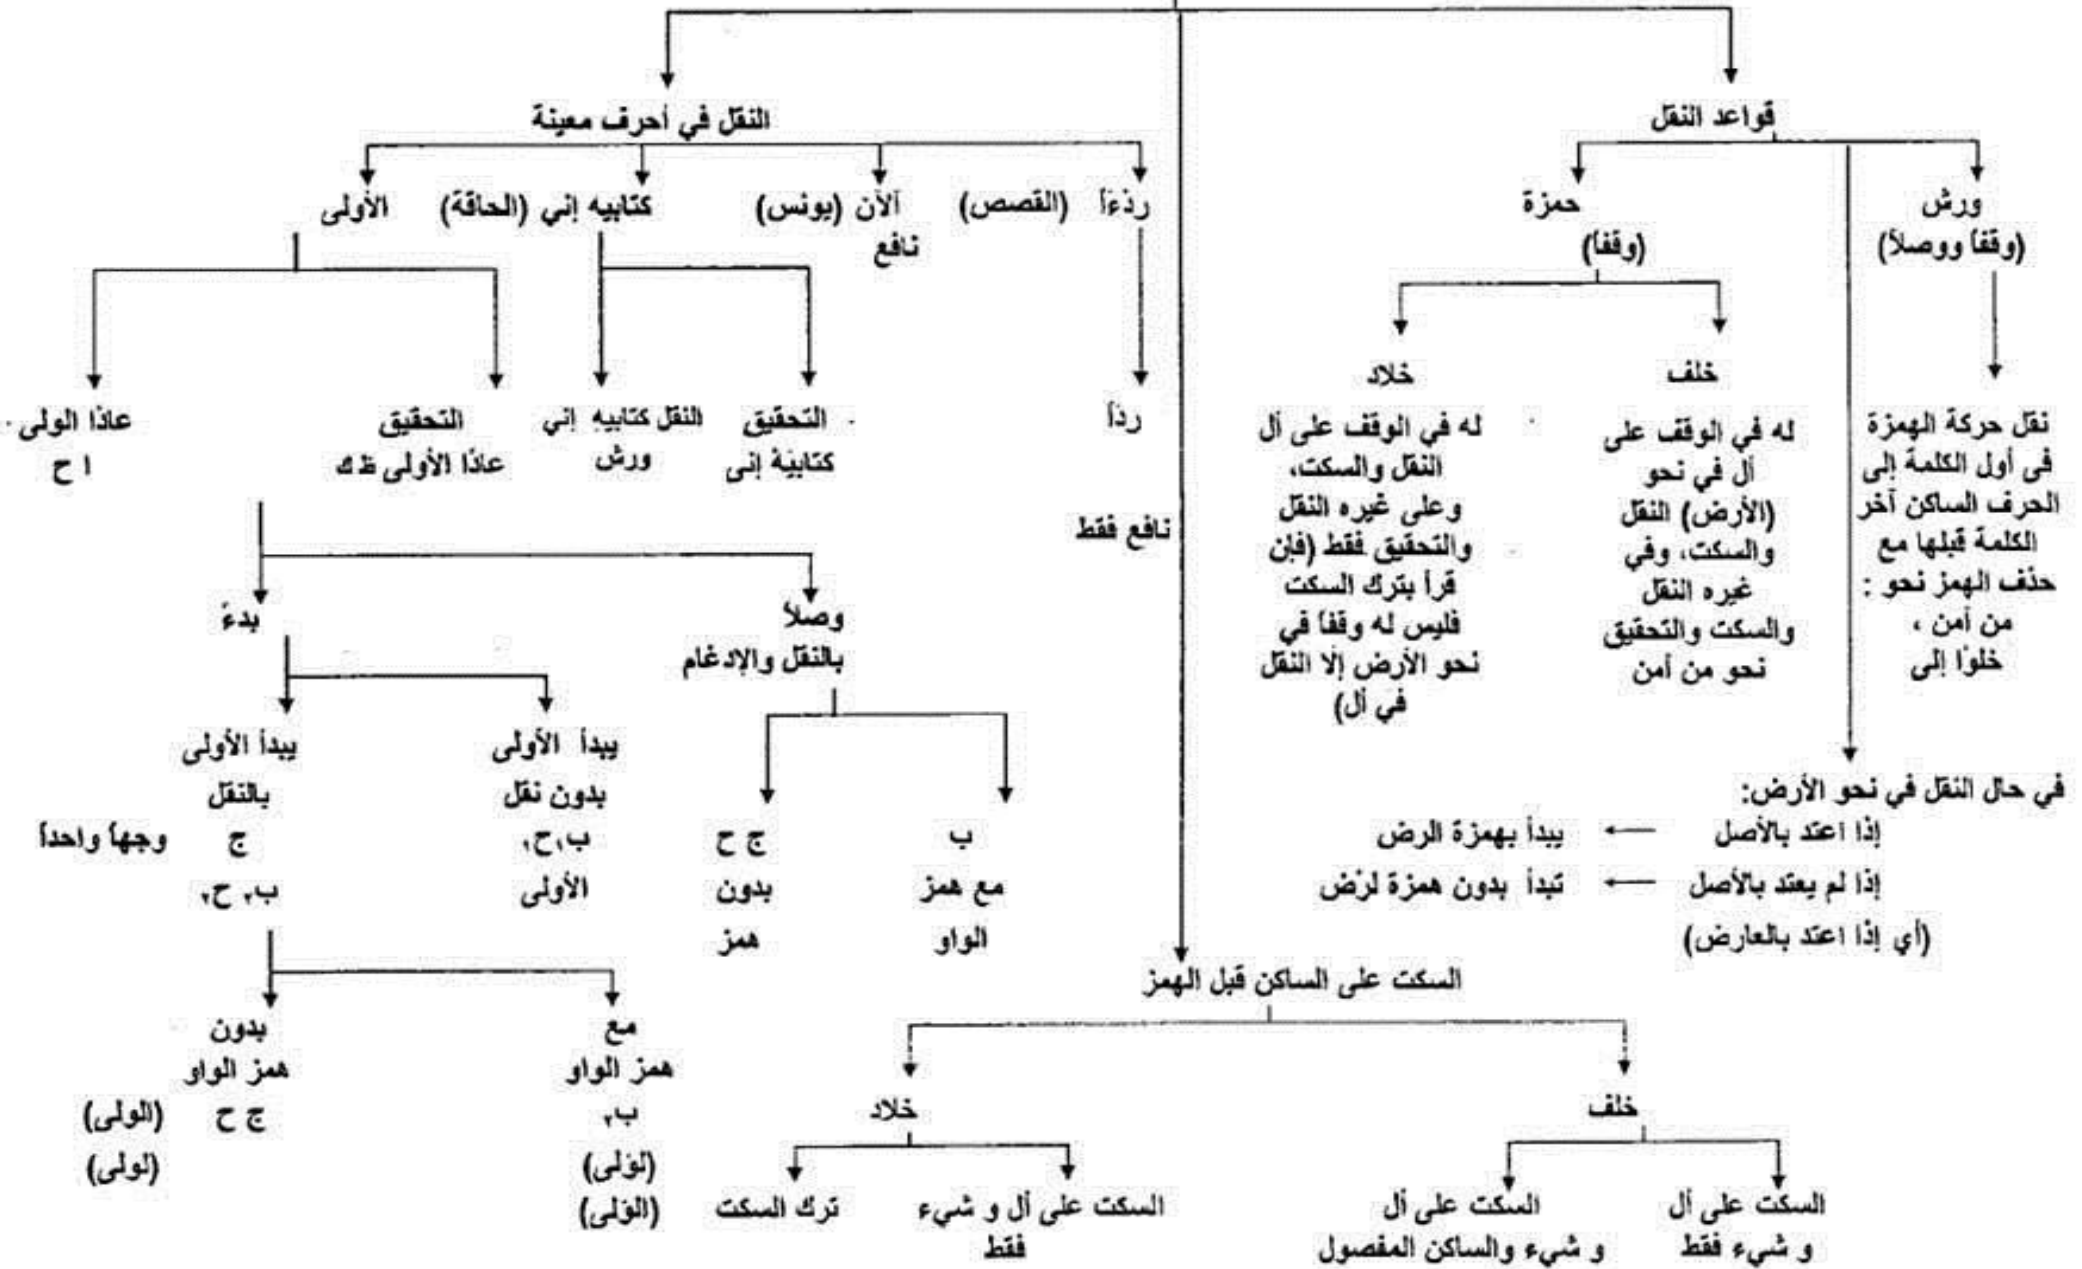 قواعد النقل
ورش
(وقفاً ووصلاً)
نقل حركة الهمزة
فى أول الكلمة إلى
الحرف الساكن آخر
الكلمة قبلها مع
حذف الهمز نحو :
من أمن ،
خلوْا إلى
حمزة
(وقفاً)
خلف
له في الوقف على
أل في نحو
(الأرض) النقل
والسكت، وفي
غيره النقل
والسكت والتحقيق
نحو من أمن
خلاد
له في الوقف على أل
النقل والسكت،
وعلى غيره النقل
والتحقيق فقط (فإن
قرأ بترك السكت
فليس له وقفاً في
نحو الأرض إلا النقل
في أل)
في حال النقل في نحو الأرض:
إذا اعتد بالأصل ← يبدأ بهمزة الرض
إذا لم يعتد بالأصل ← تبدأ بدون همزة لرْض
(أي إذا اعتد بالعارض)
السكت على الساكن قبل الهمز
خلف
السكت على أل
و شيء فقط
السكت على أل
و شيء والساكن المفصول
خلاد
السكت على أل و شيء
فقط
ترك السكت
النقل في أحرف معينة
ردْءاً (القصص)
رداً
نافع فقط
آلآن (يونس)
نافع
كتابيه إني (الحاقة)
التحقيق
كتابيَهْ إنى
النقل كتابيه إني
ورش
الأولى
التحقيق
عادًا الأولى ظ ك
عادًا الولى
ا ح
وصلاً
بالنقل والإدغام
ب
مع همز
الواو
ج ح
بدون
همز
بدءً
يبدأ الأولى
بدون نقل
ب١ح١
الأولى
يبدأ الأولى
بالنقل
ج وجهاً واحداً
ب٢ ح٢
مع
همز الواو
ب٢
(لؤلى)
(الؤلى)
بدون
همز الواو
ج ح (الولى)
(لولى)